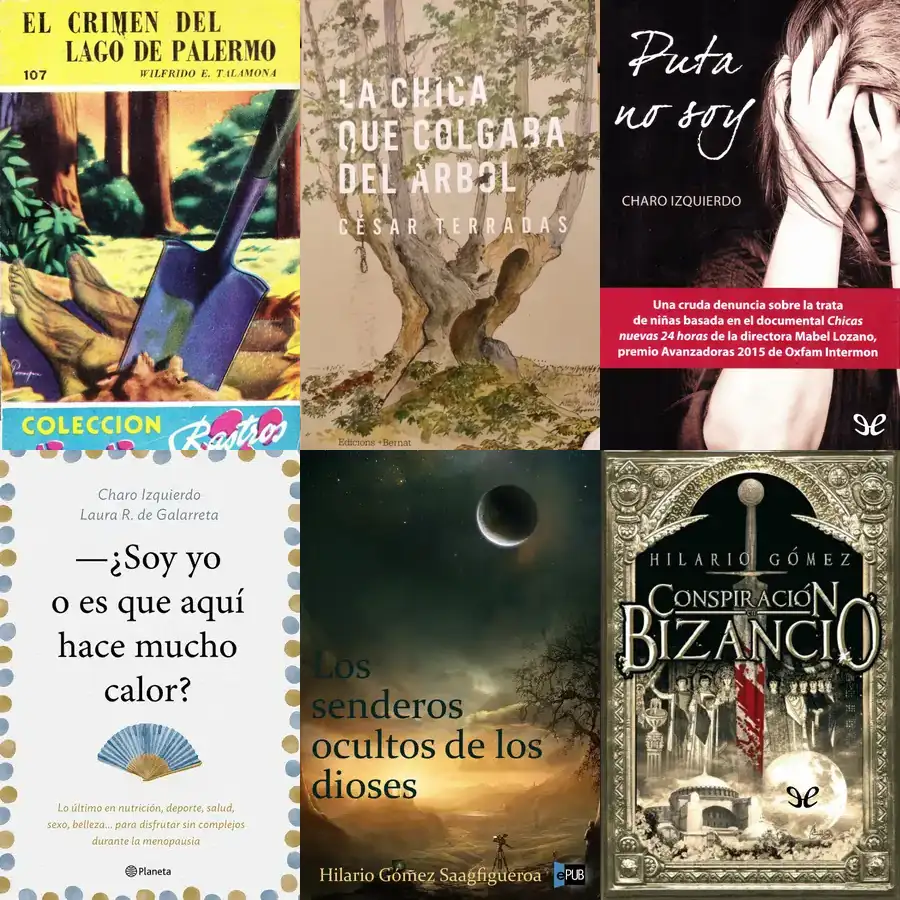 EL CRIMEN DEL
LAGO DE PALERMO
107
WILFRIDO E. TALAMONA
COLECCION
Rastros
LA CHICA
QUE COLGABA
DEL ARBOL
CÉSAR TERRADAS
Edicions Bernat
Puta
no soy
CHARO IZQUIERDO
Una cruda denuncia sobre la trata
de niñas basada en el documental Chicas
nuevas 24 horas de la directora Mabel Lozano,
premio Avanzadoras 2015 de Oxfam Intermon
Charo Izquierdo
Laura R. de Galarreta
—¿Soy yo
o es que aquí
hace mucho
calor?
Lo último en nutrición, deporte, salud,
sexo, belleza... para disfrutar sin complejos
durante la menopausia
Planeta
Los
senderos
ocultos de los
dioses
Hilario Gómez Saagfigueroa
ePUB
HILARIO GÓMEZ
CONSPIRACIÓN
EN
BIZANCIO